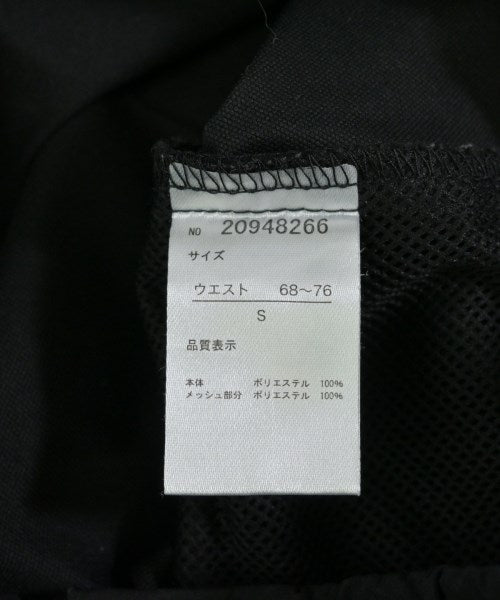 NO 20948266
サイズ
ウエスト 68～76
S
品質表示
本体 ポリエステル 100%
メッシュ部分 ポリエステル 100%